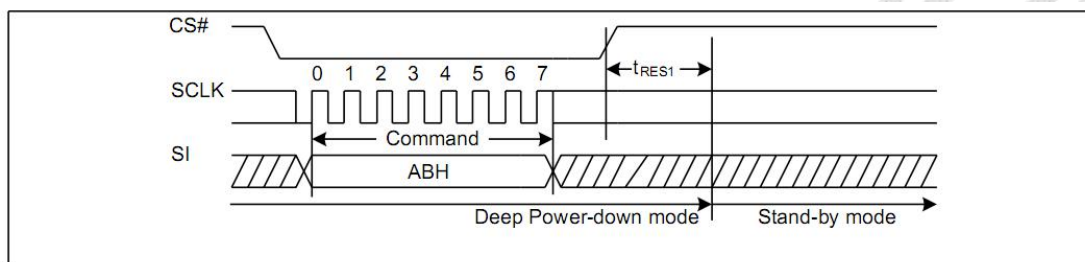 CS#
tRES1
0 1 2 3 4 5 6 7
SCLK
Command
SI
ABH
Deep Power-down mode Stand-by mode